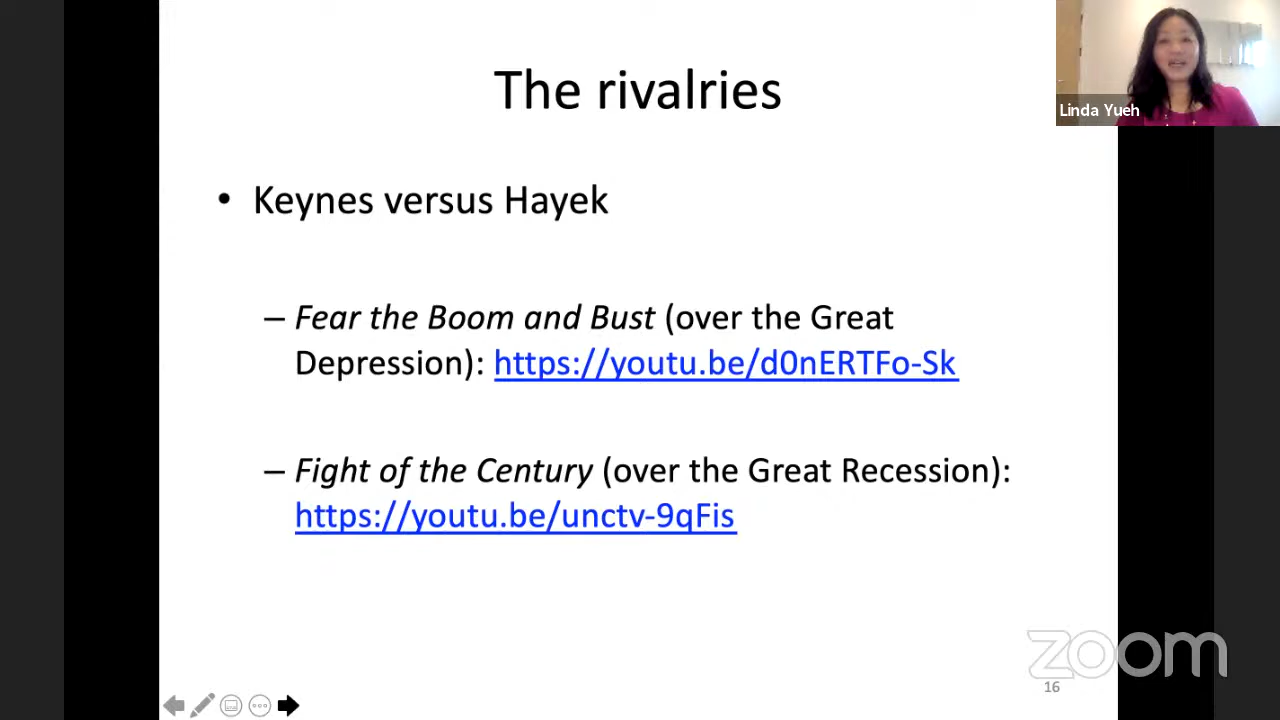 The rivalries
Linda Yueh
• Keynes versus Hayek
– Fear the Boom and Bust (over the Great
Depression): https://youtu.be/d0nERTFo-Sk
– Fight of the Century (over the Great Recession):
https://youtu.be/unctv-9qFis
zoom
16